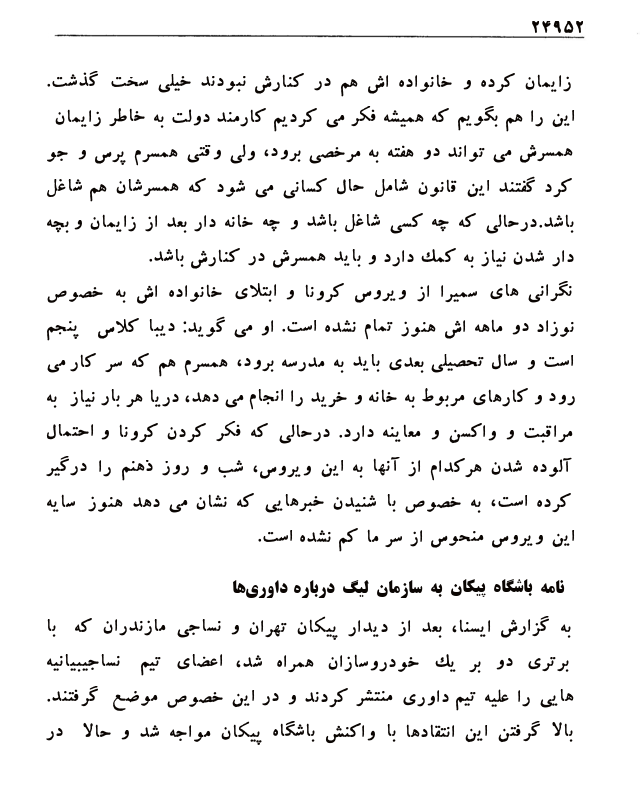 ۲۴۹۵۲
زایمان کرده و خانواده اش هم در کنارش نبودند خیلی سخت گذشت.
این را هم بگویم که همیشه فکر می کردیم کارمند دولت به خاطر زایمان
همسرش می تواند دو هفته به مرخصی برود، ولی وقتی همسرم پرس و جو
کرد گفتند این قانون شامل حال کسانی می شود که همسرشان هم شاغل
باشد.درحالی که چه کسی شاغل باشد و چه خانه دار بعد از زایمان و بچه
دار شدن نیاز به کمك دارد و باید همسرش در کنارش باشد.
نگرانی های سمیرا از ویروس کرونا و ابتلای خانواده اش به خصوص
نوزاد دو ماهه اش هنوز تمام نشده است. او می گوید: دیبا کلاس پنجم
است و سال تحصیلی بعدی باید به مدرسه برود، همسرم هم که سر کار می
رود و کارهای مربوط به خانه و خرید را انجام می دهد، دریا هر بار نیاز به
مراقبت و واکسن و معاینه دارد. درحالی که فکر کردن کرونا و احتمال
آلوده شدن هرکدام از آنها به این ویروس، شب و روز ذهنم را درگیر
کرده است، به خصوص با شنیدن خبرهایی که نشان می دهد هنوز سایه
این ویروس منحوس از سر ما کم نشده است.
نامه باشگاه پیکان به سازمان لیگ درباره داوری‌ها
به گزارش ایسنا، بعد از دیدار پیکان تهران و نساجی مازندران که با
برتری دو بر یك خودروسازان همراه شد، اعضای تیم نساجیبیانیه
هایی را علیه تیم داوری منتشر کردند و در این خصوص موضع گرفتند.
بالا گرفتن این انتقادها با واکنش باشگاه پیکان مواجه شد و حالا در